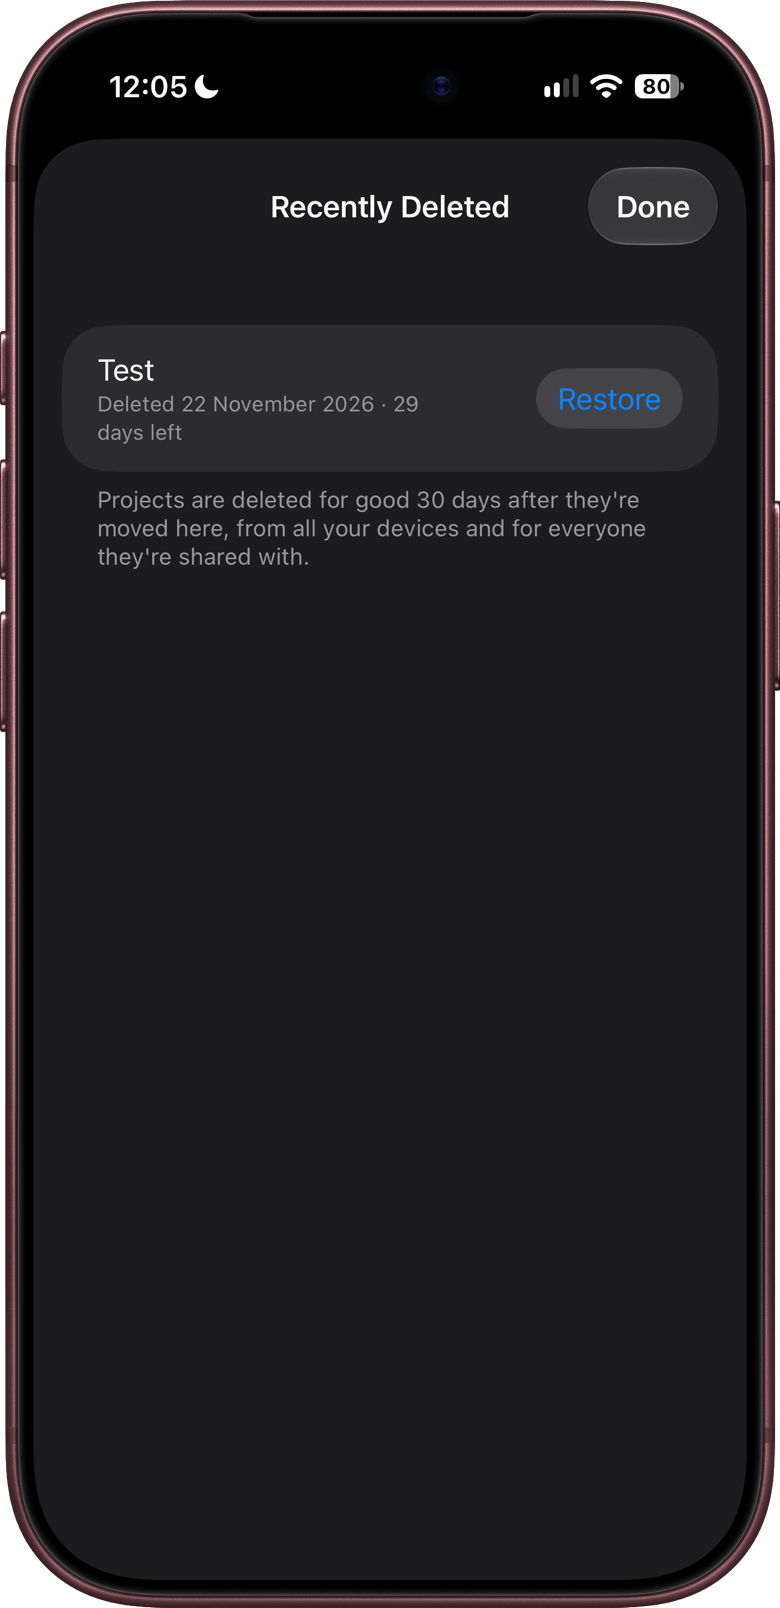 12:05
80
Recently Deleted
Done
Test
Deleted 22 November 2026 · 29
days left
Restore
Projects are deleted for good 30 days after they're
moved here, from all your devices and for everyone
they're shared with.